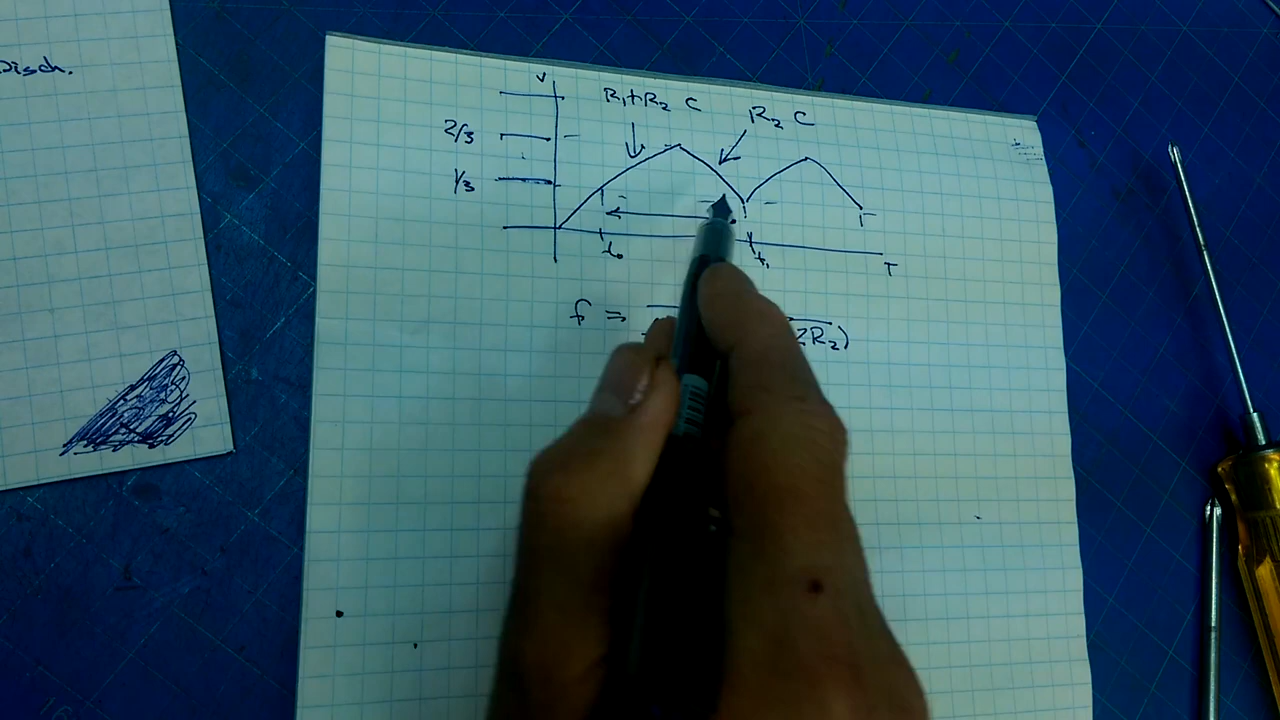 Disch.
V
R₁+R₂ C
R₂ C
2/3
1/3
t₀
t₁
T
f =
2R₂)